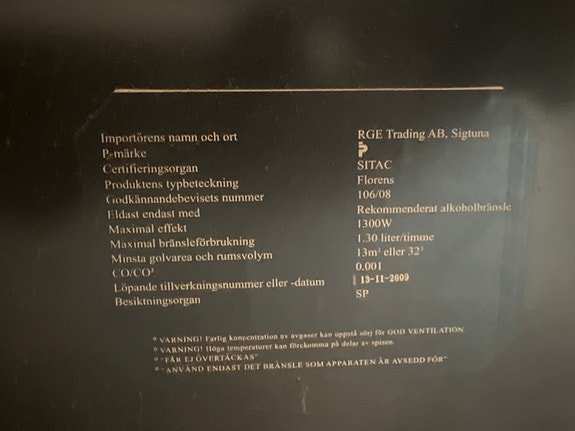 Importörens namn och ort RGE Trading AB, Sigtuna
P-märke P
Certifieringsorgan SITAC
Produktens typbeteckning Florens
Godkännandebevisets nummer 106/08
Eldast endast med Rekommenderat alkoholbränsle
Maximal effekt 1300W
Maximal bränsleförbrukning 1.30 liter/timme
Minsta golvarea och rumsvolym 13m² eller 32³
CO/CO² 0.001
Löpande tillverkningsnummer eller -datum 13-11-2009
Besiktningsorgan SP
* VARNING! Farlig koncentration av avgaser kan uppstå sörj för GOD VENTILATION.
* VARNING! Höga temperaturer kan förekomma på delar av spisen.
* "FÅR EJ ÖVERTÄCKAS"
* "ANVÄND ENDAST DET BRÄNSLE SOM APPARATEN ÄR AVSEDD FÖR"